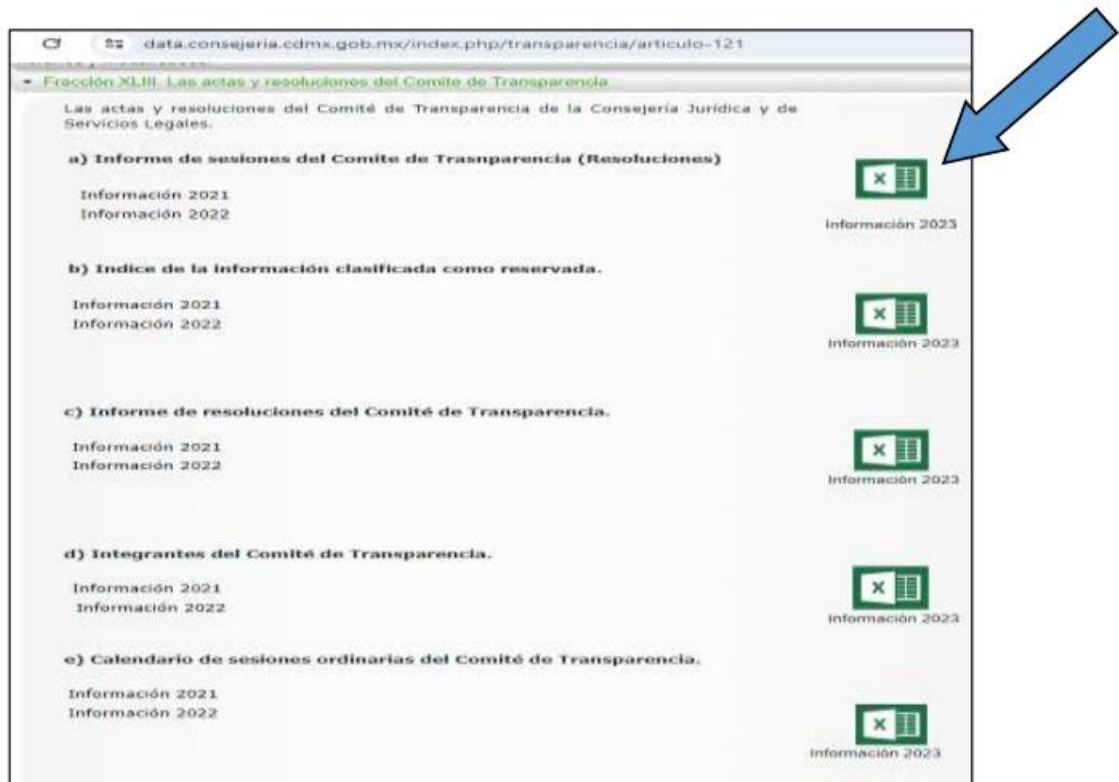 data.consejeria.cdmx.gob.mx/index.php/transparencia/articulo-121
Fracción XLIII. Las actas y resoluciones del Comite de Transparencia
Las actas y resoluciones del Comité de Transparencia de la Consejería Jurídica y de
Servicios Legales.
a) Informe de sesiones del Comite de Trasnparencia (Resoluciones)
Información 2021
Información 2022
Información 2023
b) Indice de la información clasificada como reservada.
Información 2021
Información 2022
Información 2023
c) Informe de resoluciones del Comité de Transparencia.
Información 2021
Información 2022
Información 2023
d) Integrantes del Comité de Transparencia.
Información 2021
Información 2022
Información 2023
e) Calendario de sesiones ordinarias del Comité de Transparencia.
Información 2021
Información 2022
Información 2023